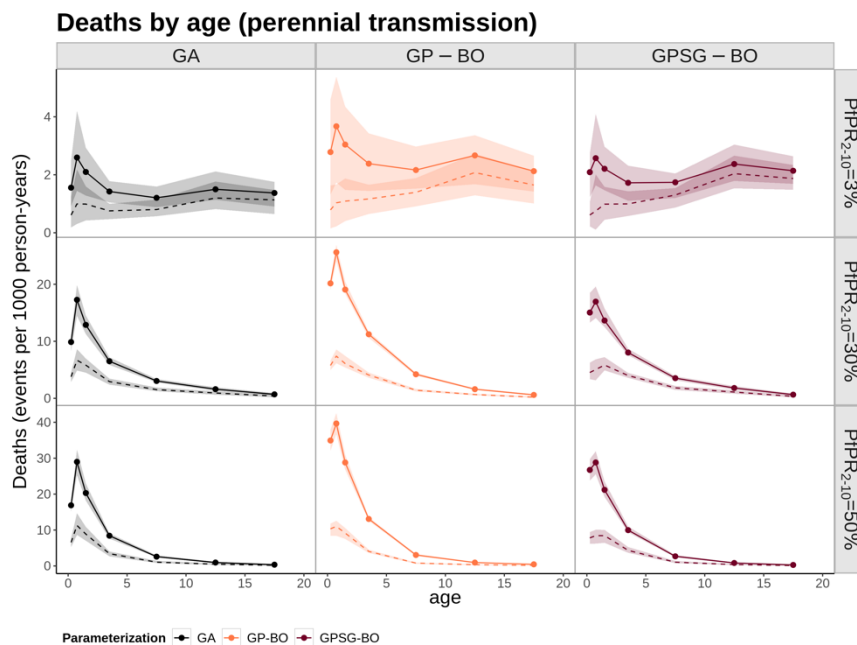 Deaths by age (perennial transmission)
GA
GP – BO
GPSG – BO
Deaths (events per 1000 person-years)
4
2
0
PfPR2-10=3%
20
10
0
PfPR2-10=30%
40
30
20
10
0
PfPR2-10=50%
0 5 10 15 20 0 5 10 15 20 0 5 10 15 20
age
Parameterization GA GP-BO GPSG-BO